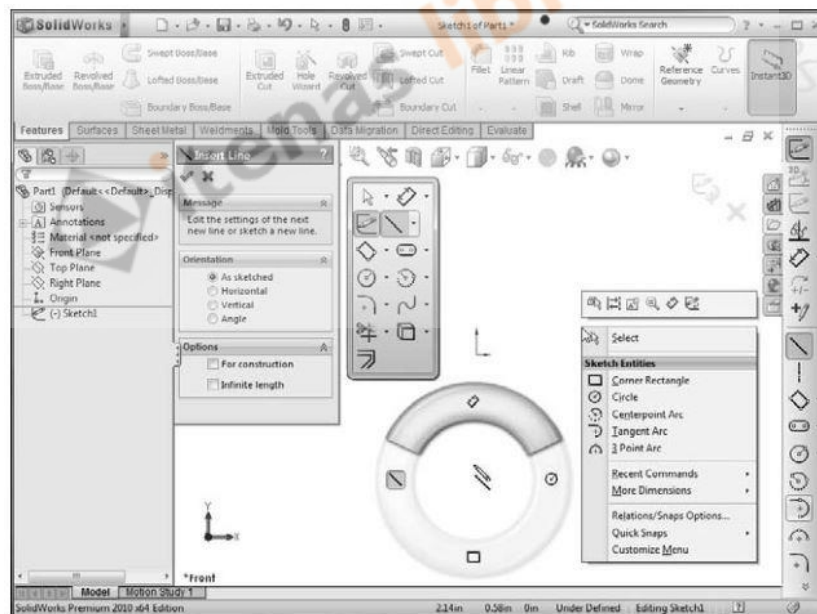 SolidWorks
Sketch1 of Part1 *
SolidWorks Search
Extruded Boss/Base
Revolved Boss/Base
Swept Boss/Base
Lofted Boss/Base
Boundary Boss/Base
Extruded Cut
Hole Wizard
Revolved Cut
Swept Cut
Lofted Cut
Boundary Cut
Fillet
Linear Pattern
Rib
Draft
Shell
Wrap
Dome
Mirror
Reference Geometry
Curves
Instant3D
Features Surfaces Sheet Metal Weldments Mold Tools Data Migration Direct Editing Evaluate
Insert Line
?
Message
Edit the settings of the next
new line or sketch a new line.
Orientation
As sketched
Horizontal
Vertical
Angle
Options
For construction
Infinite length
Part1 (Default<<Default>_Disp
Sensors
Annotations
Material <not specified>
Front Plane
Top Plane
Right Plane
Origin
(-) Sketch1
Select
Sketch Entities
Corner Rectangle
Circle
Centerpoint Arc
Tangent Arc
3 Point Arc
Recent Commands
More Dimensions
Relations/Snaps Options...
Quick Snaps
Customize Menu
Y
X
*Front
Model Motion Study 1
SolidWorks Premium 2010 x64 Edition
2.14in 0.58in 0in Under Defined Editing Sketch1
itenas